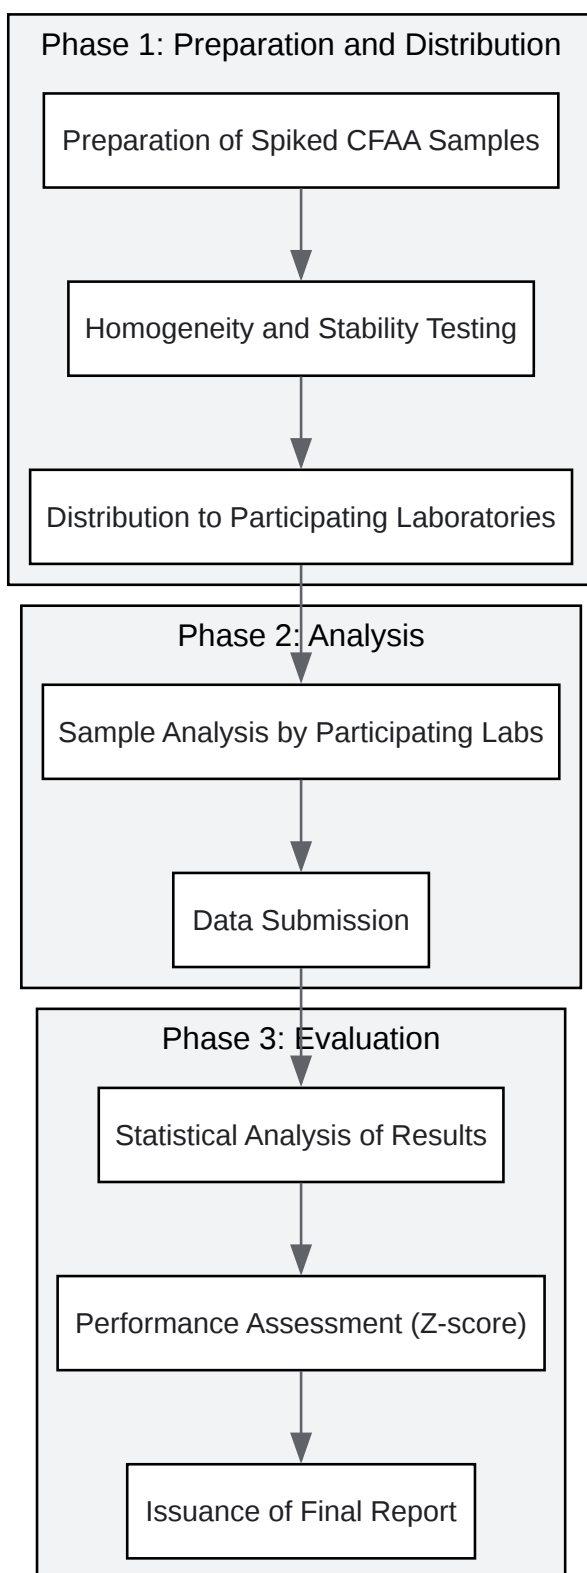 Phase 1: Preparation and Distribution
Preparation of Spiked CFAA Samples
Homogeneity and Stability Testing
Distribution to Participating Laboratories
Phase 2: Analysis
Sample Analysis by Participating Labs
Data Submission
Phase 3: Evaluation
Statistical Analysis of Results
Performance Assessment (Z-score)
Issuance of Final Report